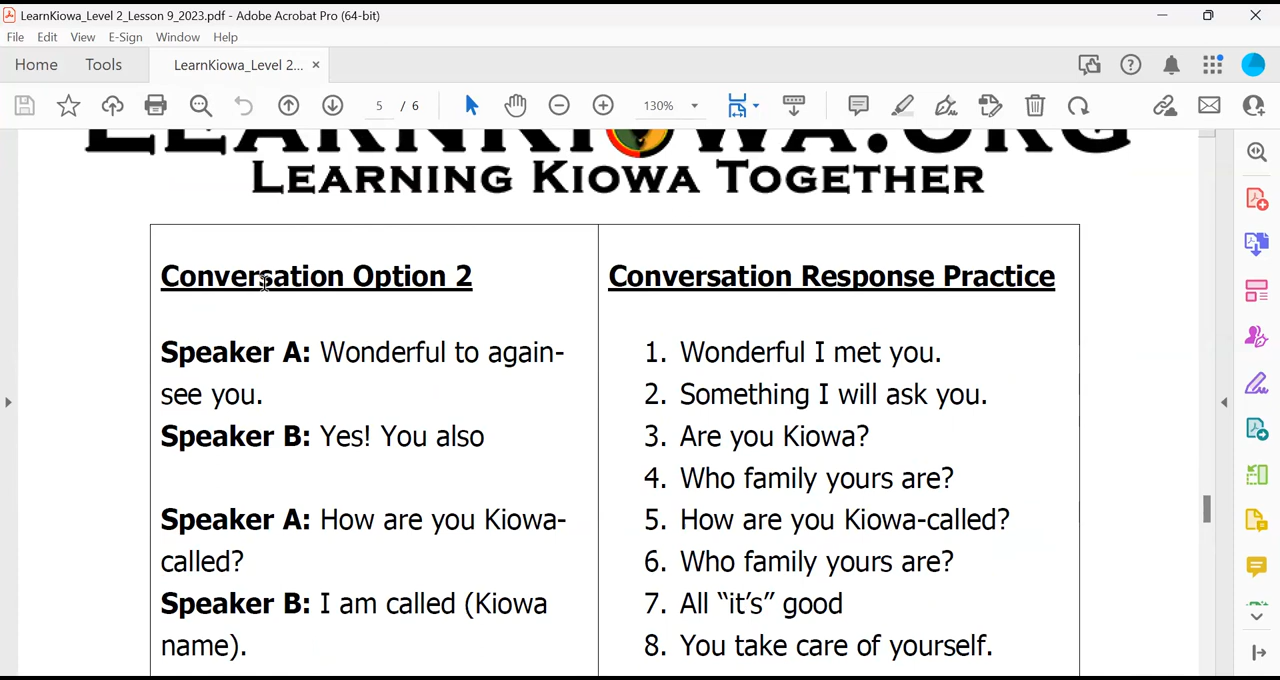 LearnKiowa_Level 2_Lesson 9_2023.pdf - Adobe Acrobat Pro (64-bit)
File Edit View E-Sign Window Help
Home Tools LearnKiowa_Level 2... ×
5 / 6 130%
LEARNKIOWA.ORG
LEARNING KIOWA TOGETHER
Conversation Option 2
Speaker A: Wonderful to again-
see you.
Speaker B: Yes! You also
Speaker A: How are you Kiowa-
called?
Speaker B: I am called (Kiowa
name).
Conversation Response Practice
1. Wonderful I met you.
2. Something I will ask you.
3. Are you Kiowa?
4. Who family yours are?
5. How are you Kiowa-called?
6. Who family yours are?
7. All “it’s” good
8. You take care of yourself.